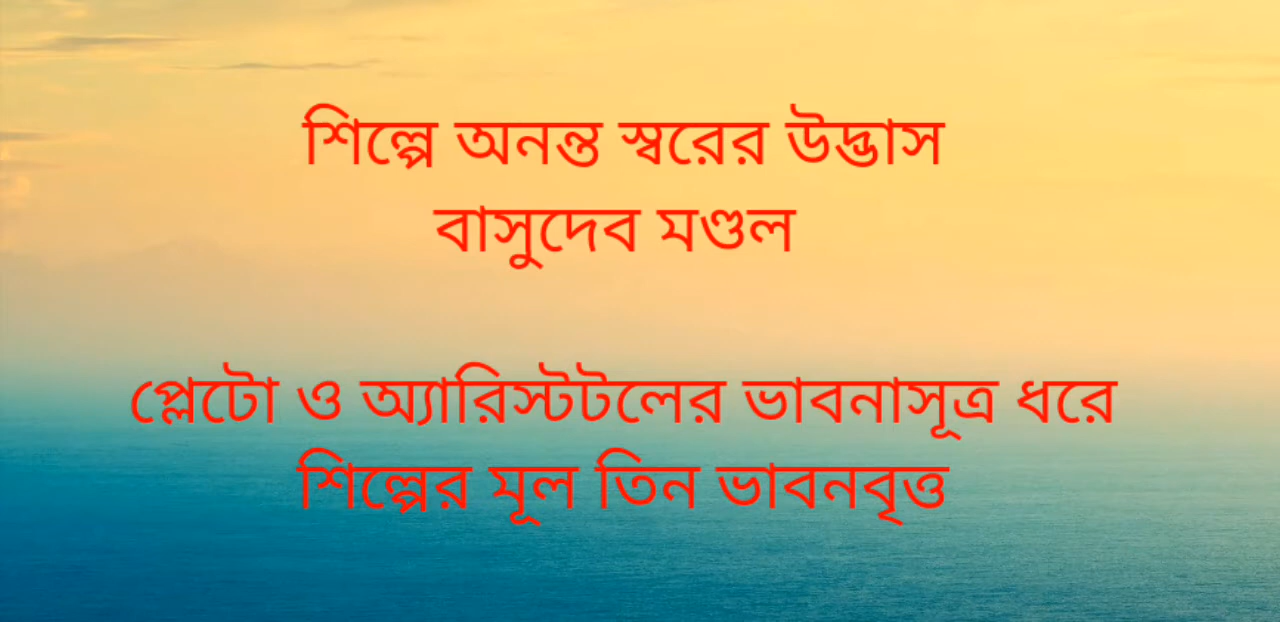 শিল্পে অনন্ত স্বরের উদ্ভাস
বাসুদেব মণ্ডল
প্লেটো ও অ্যারিস্টটলের ভাবনাসূত্র ধরে
শিল্পের মূল তিন ভাবনবৃত্ত